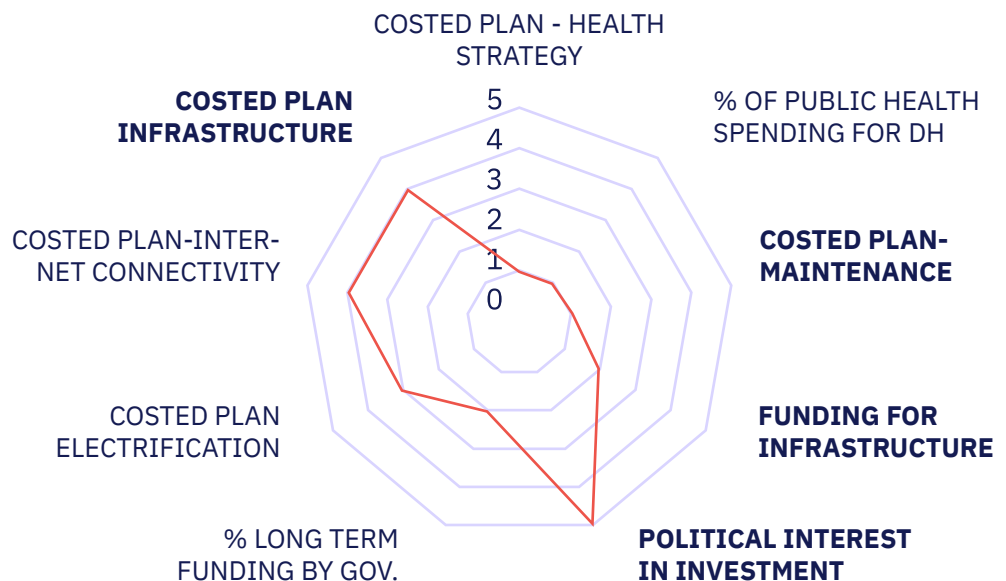 COSTED PLAN - HEALTH
STRATEGY
COSTED PLAN
INFRASTRUCTURE
% OF PUBLIC HEALTH
SPENDING FOR DH
5
4
3
2
1
0
COSTED PLAN-INTER-
NET CONNECTIVITY
COSTED PLAN-
MAINTENANCE
COSTED PLAN
ELECTRIFICATION
FUNDING FOR
INFRASTRUCTURE
% LONG TERM
FUNDING BY GOV.
POLITICAL INTEREST
IN INVESTMENT